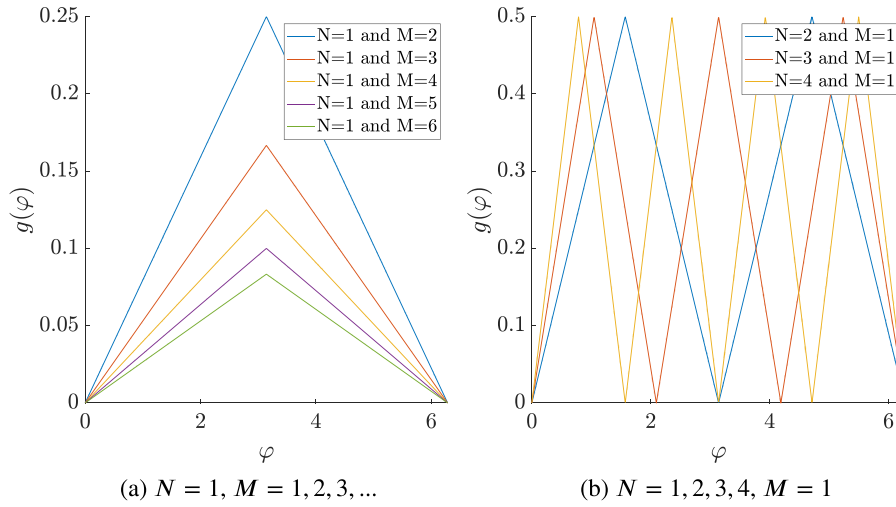 0.25
0.2
0.15
0.1
0.05
0
g(φ)
0 2 4 6
φ
N=1 and M=2
N=1 and M=3
N=1 and M=4
N=1 and M=5
N=1 and M=6
(a) N = 1, M = 1, 2, 3, ...
0.5
0.4
0.3
0.2
0.1
0
g(φ)
0 2 4 6
φ
N=2 and M=1
N=3 and M=1
N=4 and M=1
(b) N = 1, 2, 3, 4, M = 1